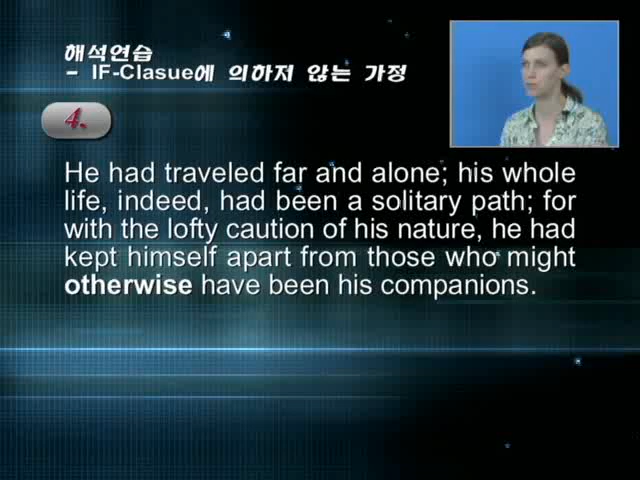 해석연습
- IF-Clasue에 의하지 않는 가정
4.
He had traveled far and alone; his whole
life, indeed, had been a solitary path; for
with the lofty caution of his nature, he had
kept himself apart from those who might
otherwise have been his companions.